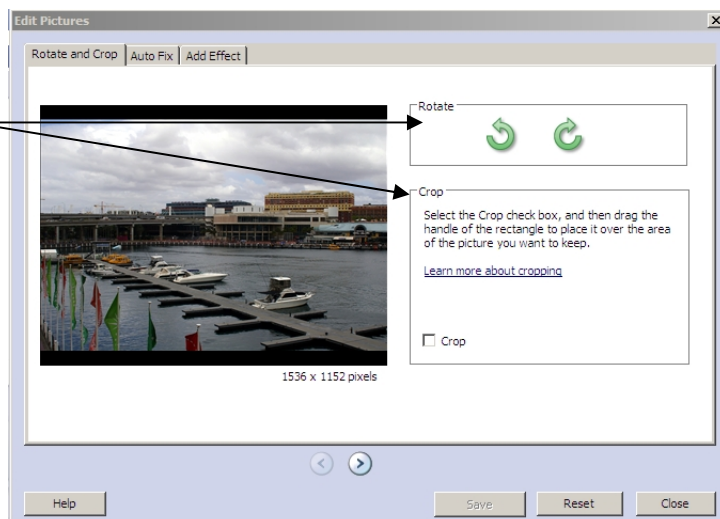 Edit Pictures
Rotate and Crop
Auto Fix
Add Effect
Rotate
Crop
Select the Crop check box, and then drag the
handle of the rectangle to place it over the area
of the picture you want to keep.
Learn more about cropping
Crop
1536 x 1152 pixels
Help
Save
Reset
Close